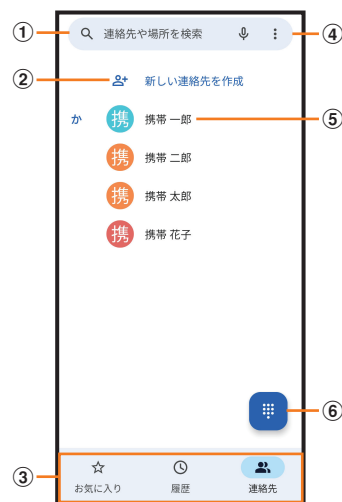 ① 連絡先や場所を検索 ④
② 新しい連絡先を作成
か 携 携帯 一郎 ⑤
携 携帯 二郎
携 携帯 太郎
携 携帯 花子
⑥
③ お気に入り 履歴 連絡先